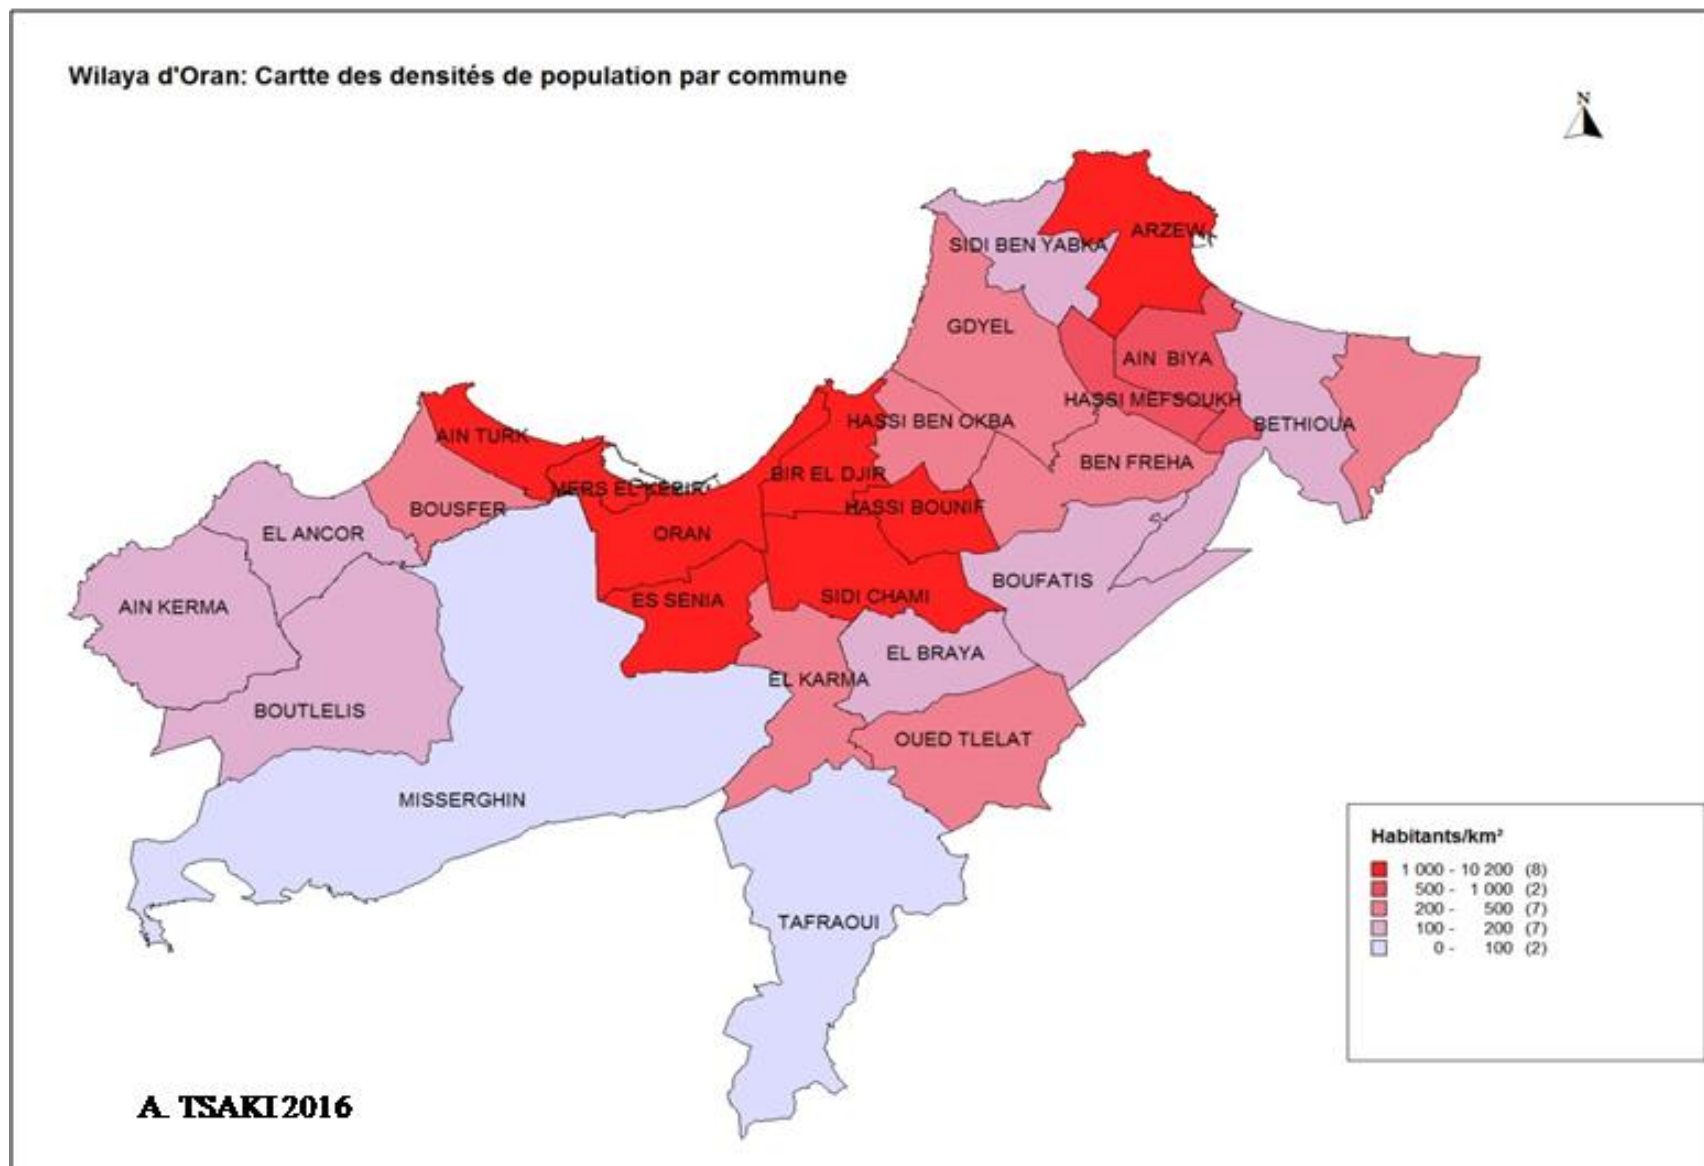 Wilaya d'Oran: Cartte des densités de population par commune
N
ARZEW
SIDI BEN YABKA
GDYEL
AIN BIYA
HASSI MEFSOUKH
HASSI BEN OKBA
BETHIOUA
AIN TURK
BEN FREHA
BIR EL DJIR
MERS EL KEBIR
BOUSFER
HASSI BOUNIF
EL ANCOR
ORAN
BOUFATIS
AIN KERMA
ES SENIA
SIDI CHAMI
EL BRAYA
EL KARMA
BOUTLELIS
OUED TLELAT
MISSERGHIN
TAFRAOUI
Habitants/km²
1 000 - 10 200 (8)
500 - 1 000 (2)
200 - 500 (7)
100 - 200 (7)
0 - 100 (2)
A. TSAKI 2016